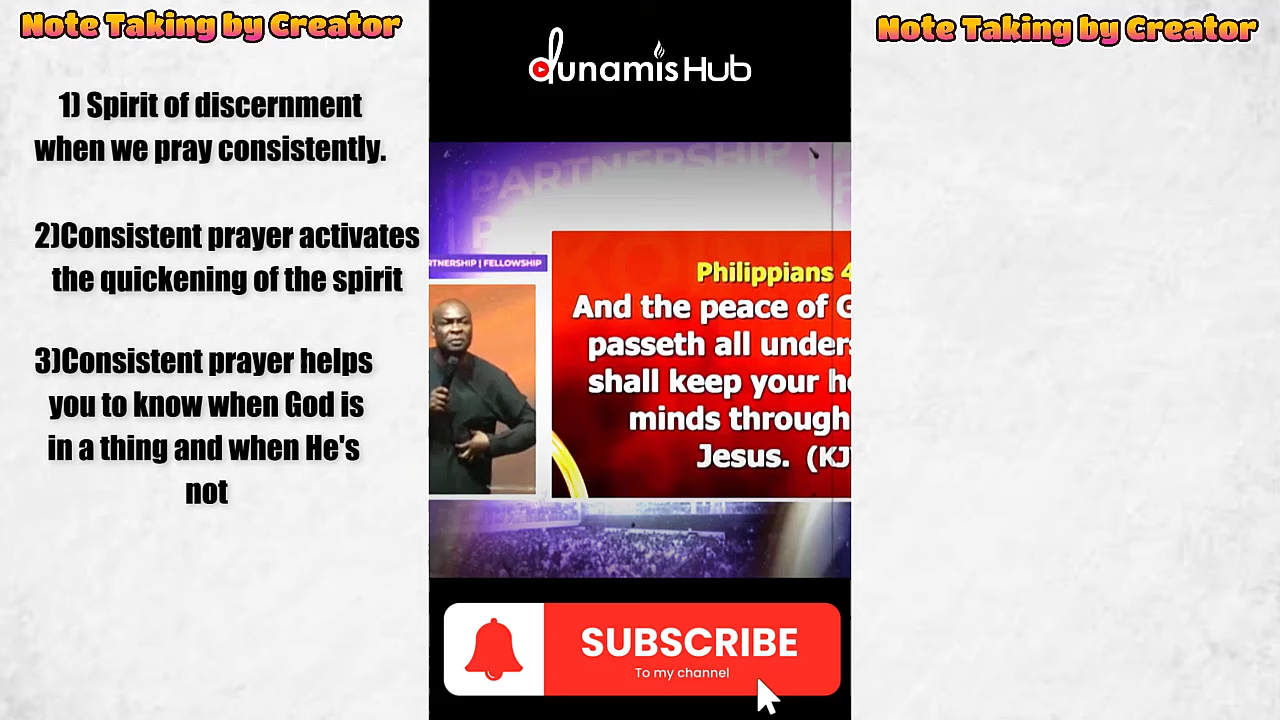 Note Taking by Creator
1) Spirit of discernment
when we pray consistently.
2)Consistent prayer activates
the quickening of the spirit
3)Consistent prayer helps
you to know when God is
in a thing and when He's
not
dunamis Hub
PARTNERSHIP
RTNERSHIP | FELLOWSHIP
Philippians 4
And the peace of G
passeth all unders
shall keep your he
minds through
Jesus. (KJ
SUBSCRIBE
To my channel
Note Taking by Creator